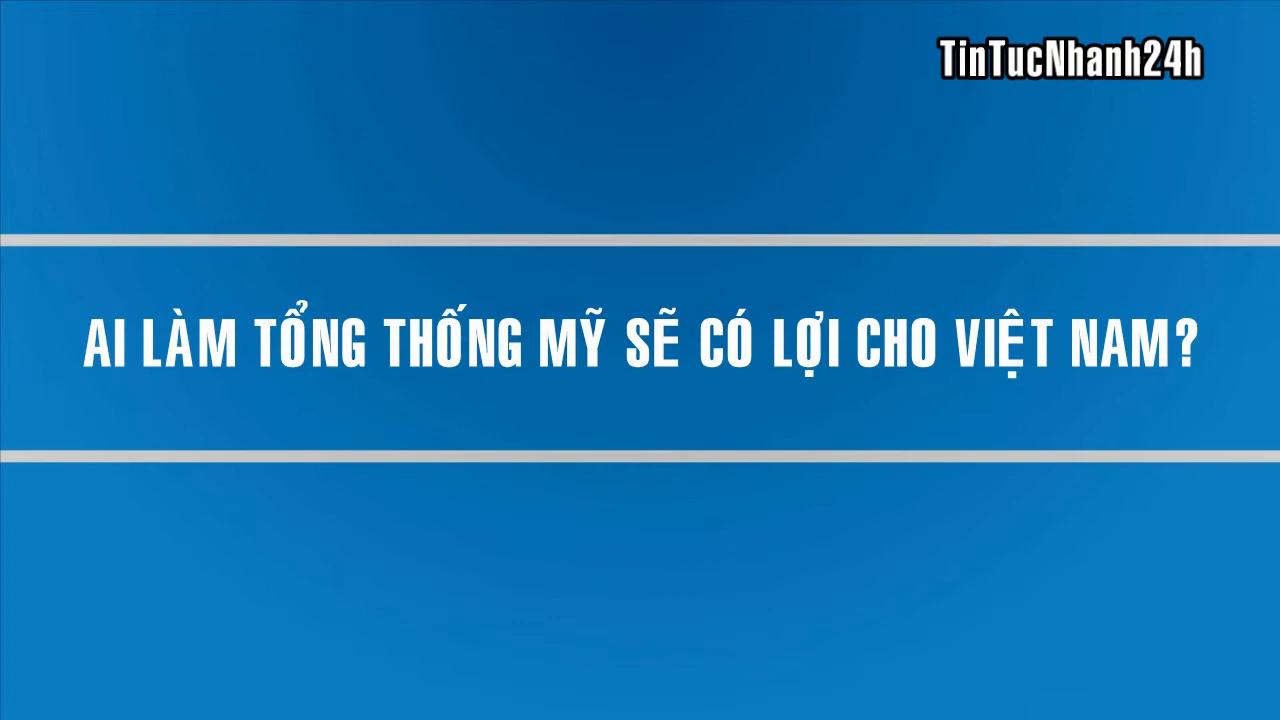 TinTucNhanh24h
AI LÀM TỔNG THỐNG MỸ SẼ CÓ LỢI CHO VIỆT NAM?